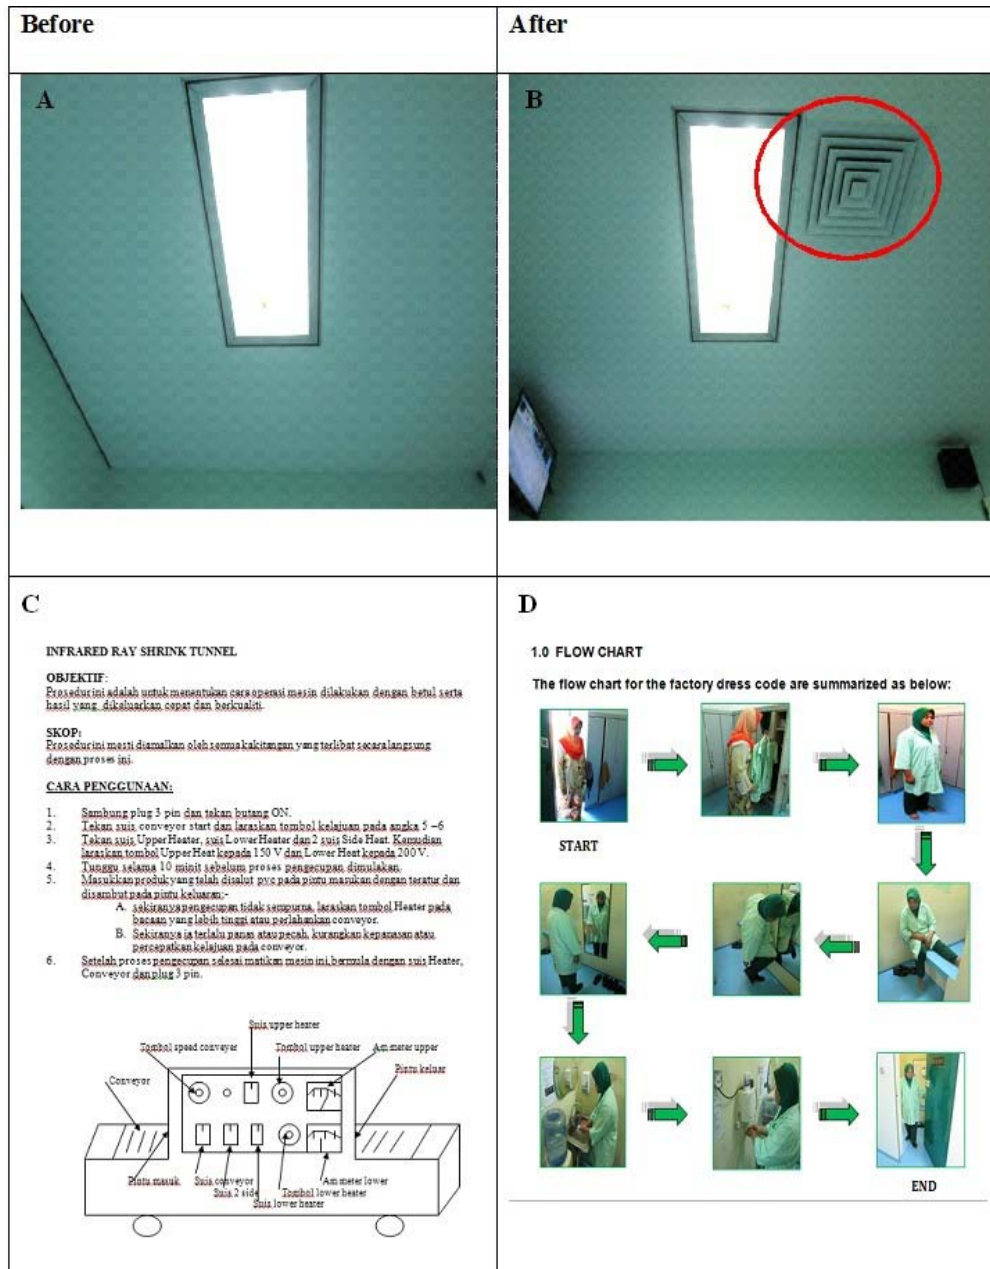 Before
After
A
B
C
INFRARED RAY SHRINK TUNNEL
OBJEKTIF:
Prosedur ini adalah untuk menentukan cara operasi mesin dilakukan dengan betul serta
hasil yang dikeluarkan cepat dan berkualiti.
SKOP:
Prosedur ini mesti diamalkan oleh semua kakitangan yang terlibat secara langsung
dengan proses ini.
CARA PENGGUNAAN:
1. Sambung plug 3 pin dan tekan butang ON.
2. Tekan suis conveyor start dan laraskan tombol kelajuan pada angka 5 – 6
3. Tekan suis Upper Heater, suis Lower Heater dan 2 suis Side Heat. Kemudian
laraskan tombol Upper Heat kepada 150 V dan Lower Heat kepada 200 V.
4. Tunggu selama 10 minit sebelum proses pengecupan dimulakan.
5. Masukkan produk yang telah disalut pvc pada pintu masukan dengan teratur dan
disambut pada pintu keluaran:-
A. sekiranya pengecupan tidak sempurna, laraskan tombol Heater pada
bacaan yang lebih tinggi atau perlahankan conveyor.
B. Sekiranya ia terlalu panas atau pecah, kurangkan kepanasan atau
percepatkan kelajuan pada conveyor.
6. Setelah proses pengecupan selesai matikan mesin ini, bermula dengan suis Heater,
Conveyor dan plug 3 pin.
Suis upper heater
Tombol speed conveyer
Tombol upper heater
Am meter upper
Conveyor
Pintu keluar
Pintu masuk
Suis conveyor
Am meter lower
Suis 2 side
Tombol lower heater
Suis lower heater
D
1.0 FLOW CHART
The flow chart for the factory dress code are summarized as below:
START
END